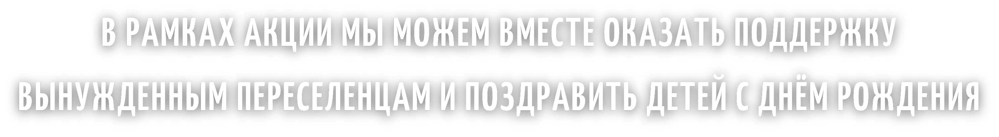 В РАМКАХ АКЦИИ МЫ МОЖЕМ ВМЕСТЕ ОКАЗАТЬ ПОДДЕРЖКУ
ВЫНУЖДЕННЫМ ПЕРЕСЕЛЕНЦАМ И ПОЗДРАВИТЬ ДЕТЕЙ С ДНЁМ РОЖДЕНИЯ